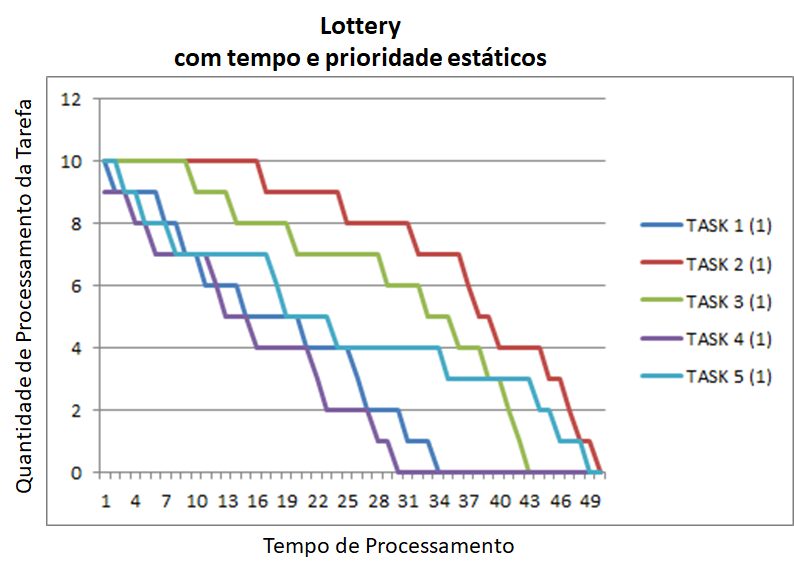 Lottery
com tempo e prioridade estáticos
Quantidade de Processamento da Tarefa
12
10
8
6
4
2
0
1 4 7 10 13 16 19 22 25 28 31 34 37 40 43 46 49
Tempo de Processamento
TASK 1 (1)
TASK 2 (1)
TASK 3 (1)
TASK 4 (1)
TASK 5 (1)